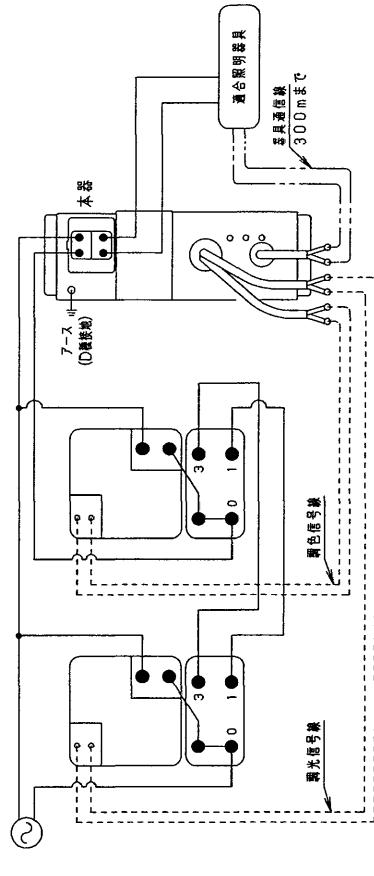 適合照明器具
器具通信線
300mまで
本器
アース
(D種接地)
3
1
0
調色信号線
3
1
0
調光信号線